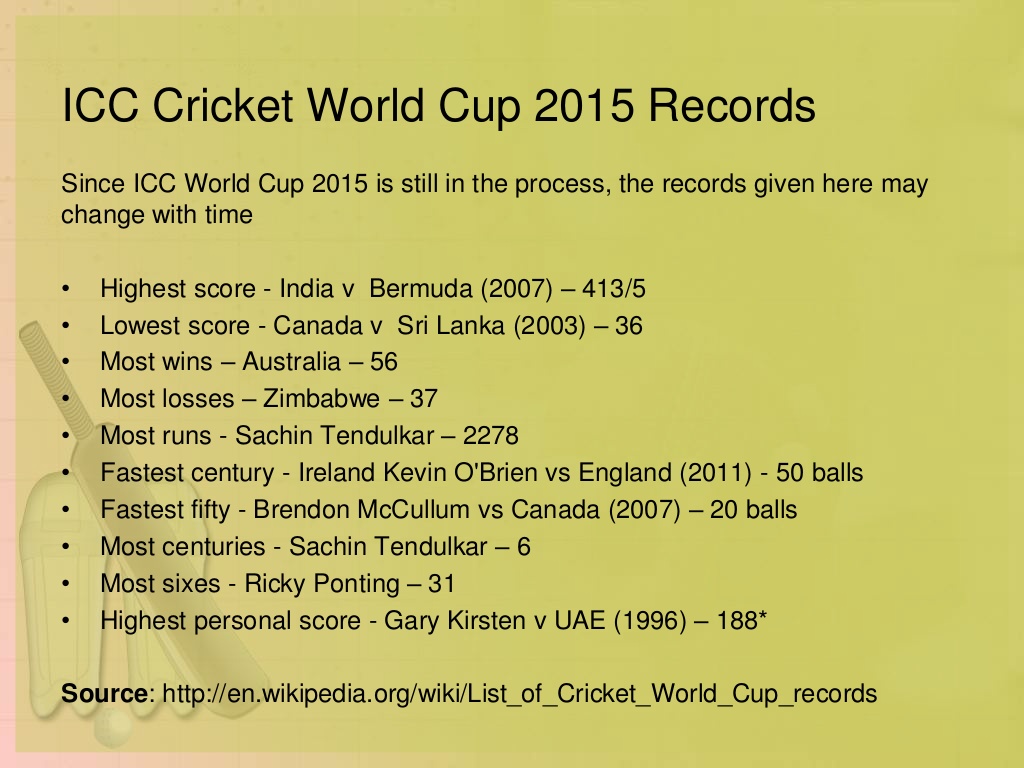 ICC Cricket World Cup 2015 Records
Since ICC World Cup 2015 is still in the process, the records given here may
change with time
• Highest score - India v  Bermuda (2007) – 413/5
• Lowest score - Canada v  Sri Lanka (2003) – 36
• Most wins – Australia – 56
• Most losses – Zimbabwe – 37
• Most runs - Sachin Tendulkar – 2278
• Fastest century - Ireland Kevin O'Brien vs England (2011) - 50 balls
• Fastest fifty - Brendon McCullum vs Canada (2007) – 20 balls
• Most centuries - Sachin Tendulkar – 6
• Most sixes - Ricky Ponting – 31
• Highest personal score - Gary Kirsten v UAE (1996) – 188*
Source: http://en.wikipedia.org/wiki/List_of_Cricket_World_Cup_records